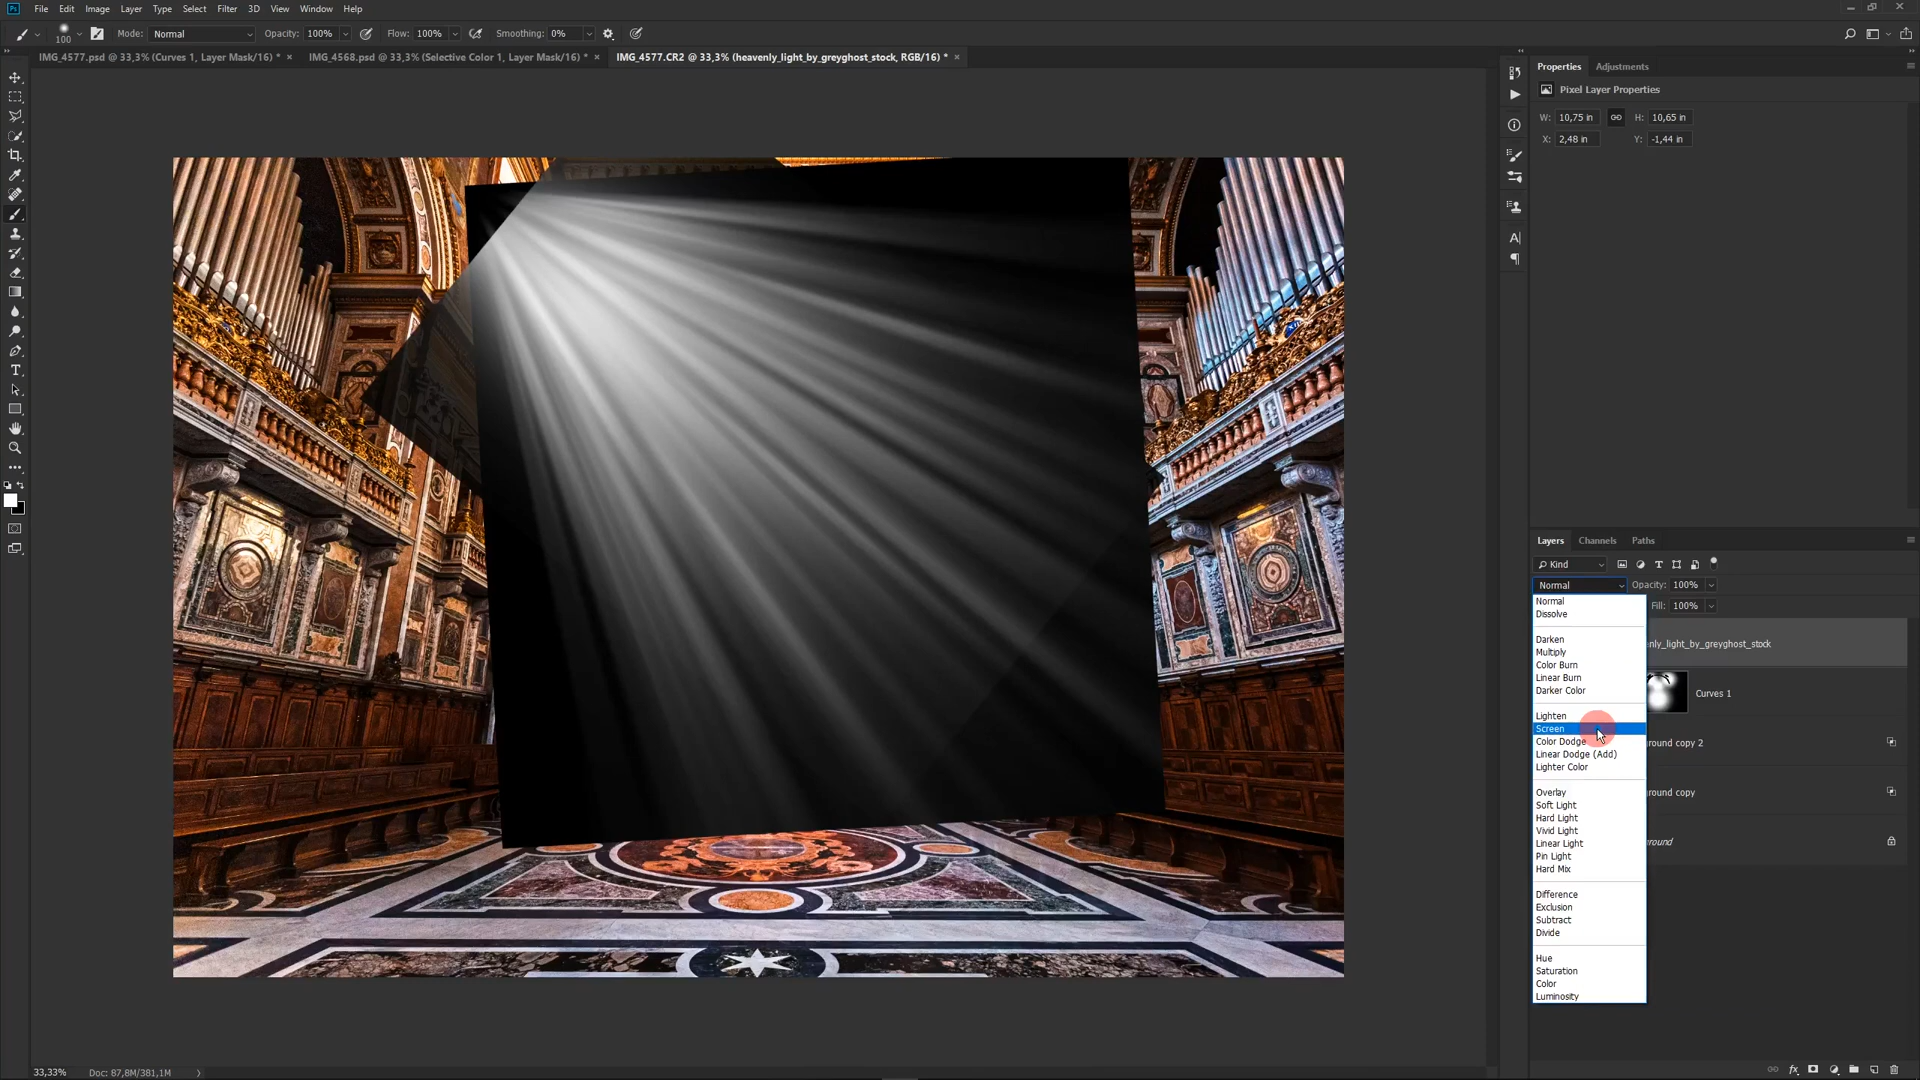 Ps File Edit Image Layer Type Select Filter 3D View Window Help
100 Mode: Normal Opacity: 100% Flow: 100% Smoothing: 0%
IMG_4577.psd @ 33,3% (Curves 1, Layer Mask/16) * × IMG_4568.psd @ 33,3% (Selective Color 1, Layer Mask/16) * × IMG_4577.CR2 @ 33,3% (heavenly_light_by_greyghost_stock, RGB/16) * ×
Properties Adjustments
Pixel Layer Properties
W: 10,75 in H: 10,65 in
X: 2,48 in Y: -1,44 in
Layers Channels Paths
Kind
Normal Opacity: 100%
Fill: 100%
Normal
Dissolve
Darken
Multiply
Color Burn
Linear Burn
Darker Color
Lighten
Screen
Color Dodge
Linear Dodge (Add)
Lighter Color
Overlay
Soft Light
Hard Light
Vivid Light
Linear Light
Pin Light
Hard Mix
Difference
Exclusion
Subtract
Divide
Hue
Saturation
Color
Luminosity
enly_light_by_greyghost_stock
Curves 1
ground copy 2
ground copy
ground
33,33% Doc: 87,8M/381,1M